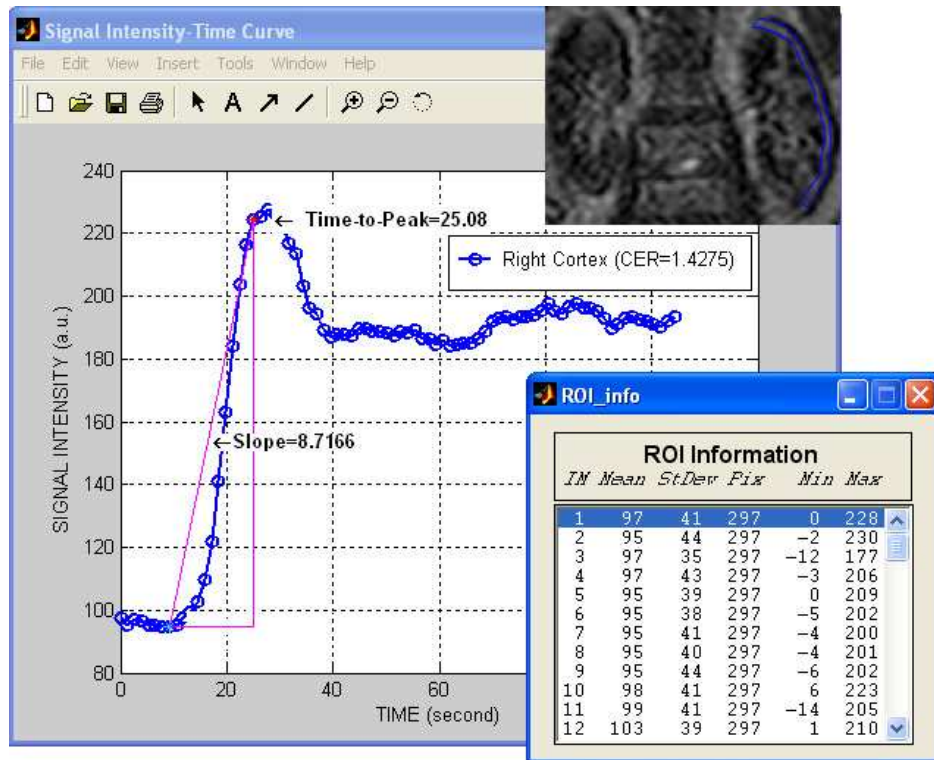 Signal Intensity-Time Curve
File Edit View Insert Tools Window Help
A
240
220
200
180
160
140
120
100
80
0
20
40
60
SIGNAL INTENSITY (a.u.)
TIME (second)
←Time-to-Peak=25.08
Right Cortex (CER=1.4275)
←Slope=8.7166
ROI_info
ROI Information
IM Mean StDev Pix Min Max
1 97 41 297 0 228
2 95 44 297 −2 230
3 97 35 297 −12 177
4 97 43 297 −3 206
5 95 39 297 0 209
6 95 38 297 −5 202
7 95 41 297 −4 200
8 95 40 297 −4 201
9 95 44 297 −6 202
10 98 41 297 6 223
11 99 41 297 −14 205
12 103 39 297 1 210